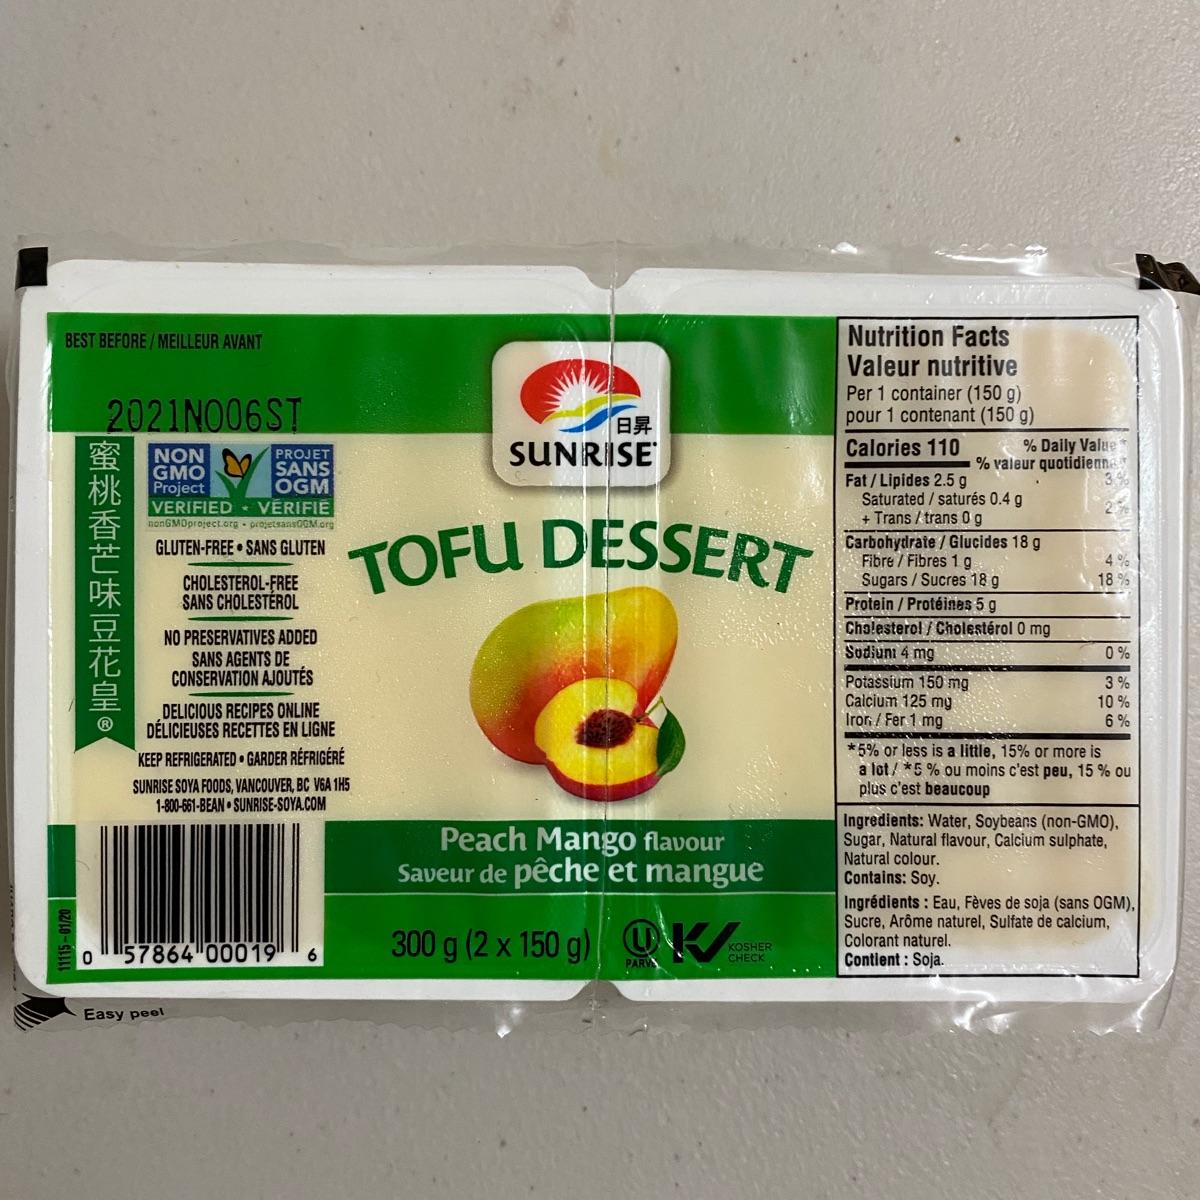 BEST BEFORE / MEILLEUR AVANT
2021NO06ST
蜜桃香芒味豆花皇®
NON
GMO
Project
PROJET
SANS
OGM
VERIFIED • VÉRIFIÉ
nonGMOproject.org • projetsansOGM.org
GLUTEN-FREE • SANS GLUTEN
CHOLESTEROL-FREE
SANS CHOLESTÉROL
NO PRESERVATIVES ADDED
SANS AGENTS DE
CONSERVATION AJOUTÉS
DELICIOUS RECIPES ONLINE
DÉLICIEUSES RECETTES EN LIGNE
KEEP REFRIGERATED • GARDER RÉFRIGÉRÉ
SUNRISE SOYA FOODS, VANCOUVER, BC V6A 1H5
1-800-661-BEAN • SUNRISE-SOYA.COM
11115-01/20
0 57864 00019 6
Easy peel
日昇
SUNRISE
TOFU DESSERT
Peach Mango flavour
Saveur de pêche et mangue
300 g (2 x 150 g)
U
PARVE
K
KOSHER
CHECK
Nutrition Facts
Valeur nutritive
Per 1 container (150 g)
pour 1 contenant (150 g)
Calories 110 % Daily Value*
% valeur quotidienne*
Fat / Lipides 2.5 g 3 %
Saturated / saturés 0.4 g
+ Trans / trans 0 g 2 %
Carbohydrate / Glucides 18 g
Fibre / Fibres 1 g 4 %
Sugars / Sucres 18 g 18 %
Protein / Protéines 5 g
Cholesterol / Cholestérol 0 mg
Sodium 4 mg 0 %
Potassium 150 mg 3 %
Calcium 125 mg 10 %
Iron / Fer 1 mg 6 %
*5% or less is a little, 15% or more is
a lot / *5 % ou moins c'est peu, 15 % ou
plus c'est beaucoup
Ingredients: Water, Soybeans (non-GMO),
Sugar, Natural flavour, Calcium sulphate,
Natural colour.
Contains: Soy.
Ingrédients : Eau, Fèves de soja (sans OGM),
Sucre, Arôme naturel, Sulfate de calcium,
Colorant naturel.
Contient : Soja.